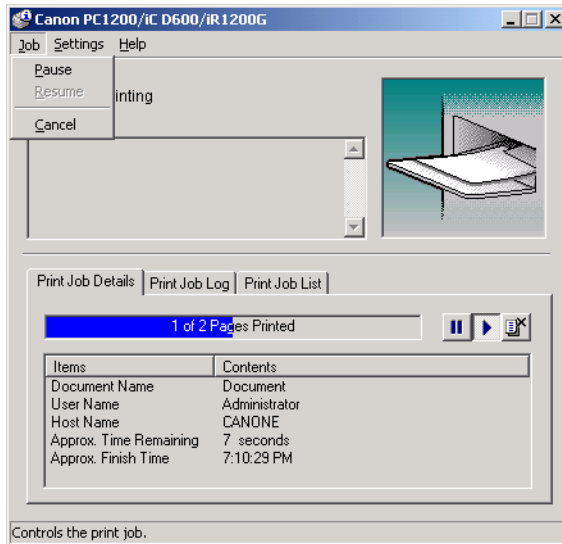 Canon PC1200/iC D600/iR1200G
Job Settings Help
Pause
Resume
Cancel
inting
Print Job Details Print Job Log Print Job List
1 of 2 Pages Printed
Items Contents
Document Name Document
User Name Administrator
Host Name CANONE
Approx. Time Remaining 7 seconds
Approx. Finish Time 7:10:29 PM
Controls the print job.